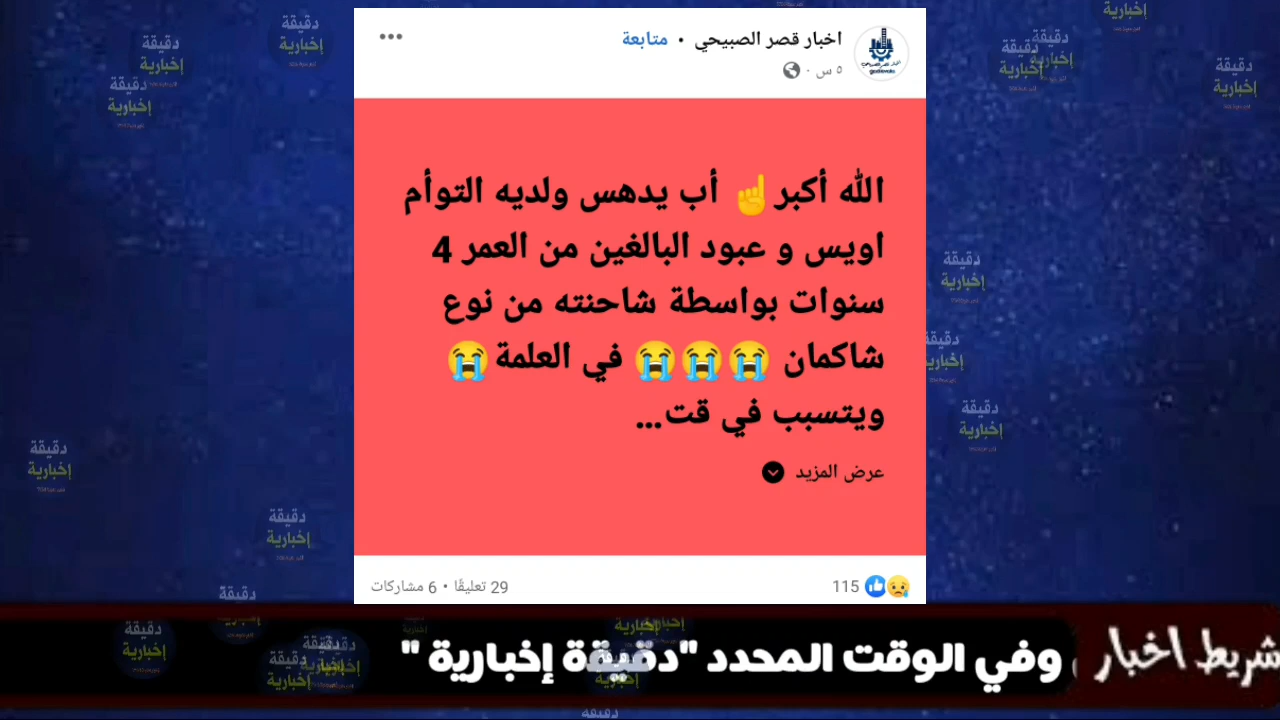 اخبار قصر الصبيحي • متابعة
٥ س ·
الله أكبر☝ أب يدهس ولديه التوأم
اويس و عبود البالغين من العمر 4
سنوات بواسطة شاحنته من نوع
شاكمان 😭😭😭 في العلمة😭
ويتسبب في قت...
عرض المزيد
115
29 تعليقًا • 6 مشاركات
شريط اخبار
وفي الوقت المحدد "دقيقة إخبارية "
دقيقة
إخبارية